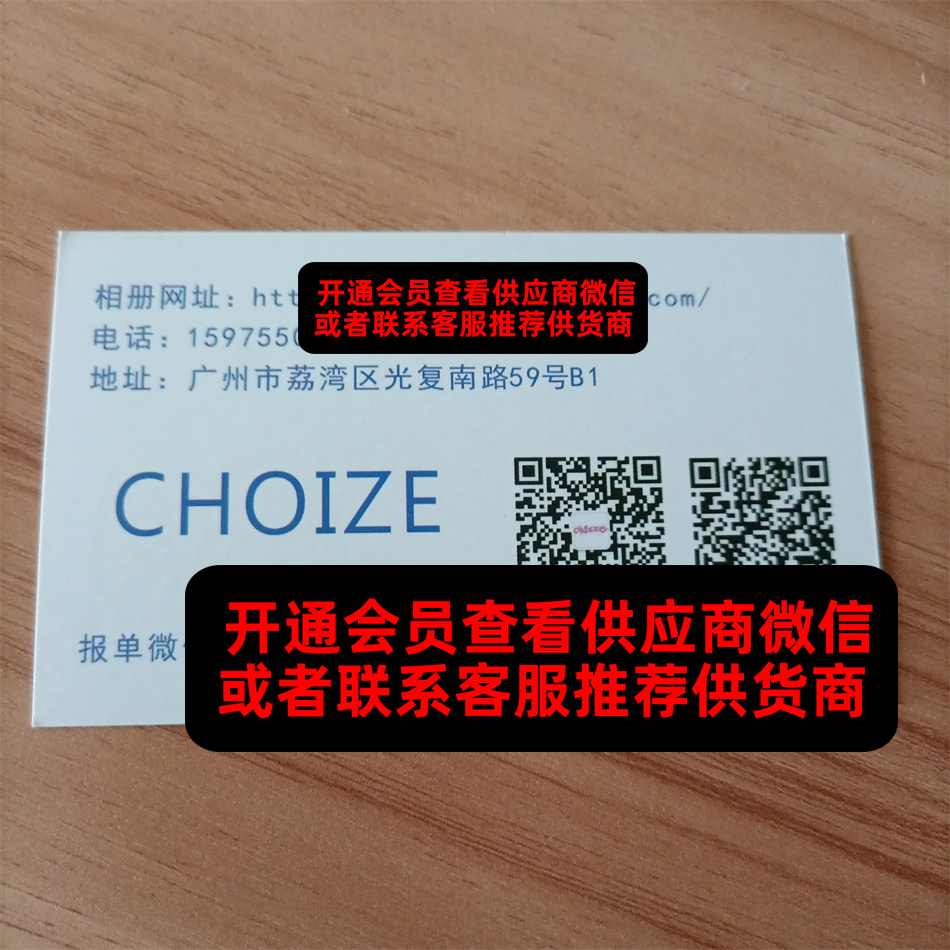 相册网址：htt
开通会员查看供应商微信
或者联系客服推荐供货商
.com/
电话：1597550
地址：广州市荔湾区光复南路59号B1
CHOIZE
报单微
开通会员查看供应商微信
或者联系客服推荐供货商